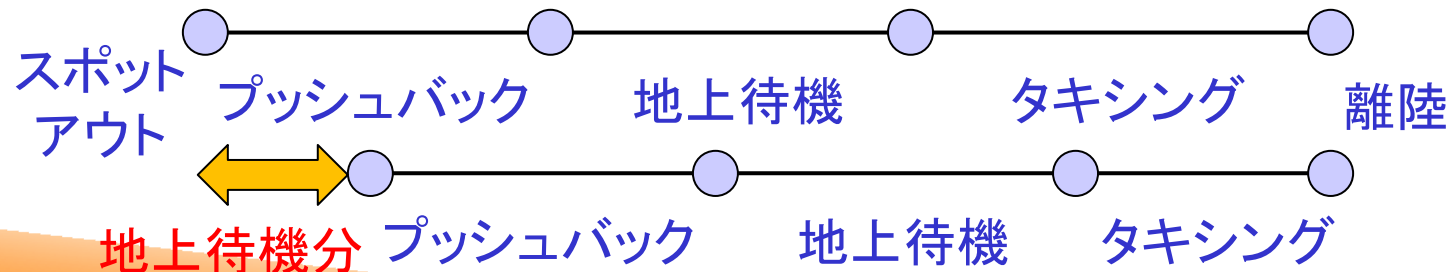 スポット
アウト
プッシュバック
地上待機
タキシング
離陸
地上待機分
プッシュバック
地上待機
タキシング